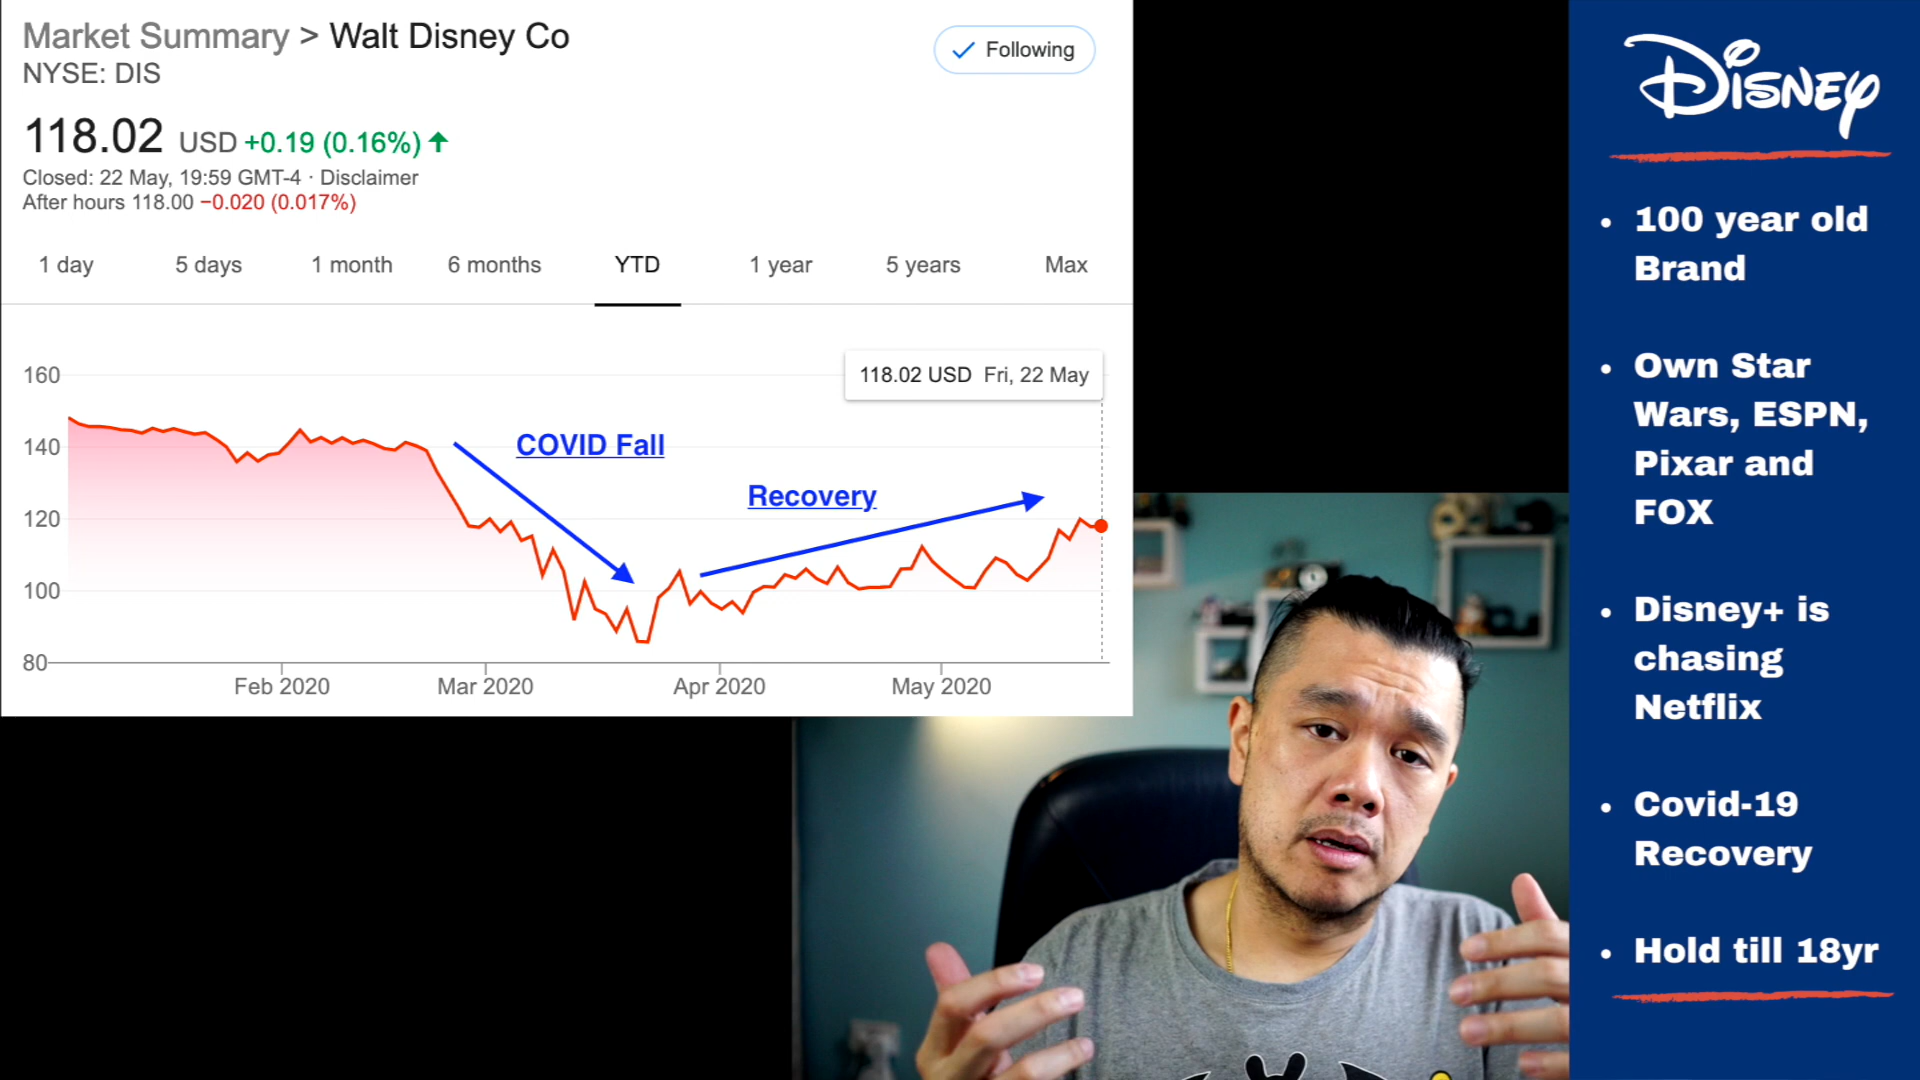 Market Summary > Walt Disney Co
NYSE: DIS
Following
118.02 USD +0.19 (0.16%)
Closed: 22 May, 19:59 GMT-4 · Disclaimer
After hours 118.00 −0.020 (0.017%)
1 day 5 days 1 month 6 months YTD 1 year 5 years Max
118.02 USD Fri, 22 May
160
140
120
100
80
COVID Fall
Recovery
Feb 2020 Mar 2020 Apr 2020 May 2020
Disney
• 100 year old
Brand
• Own Star
Wars, ESPN,
Pixar and
FOX
• Disney+ is
chasing
Netflix
• Covid-19
Recovery
• Hold till 18yr